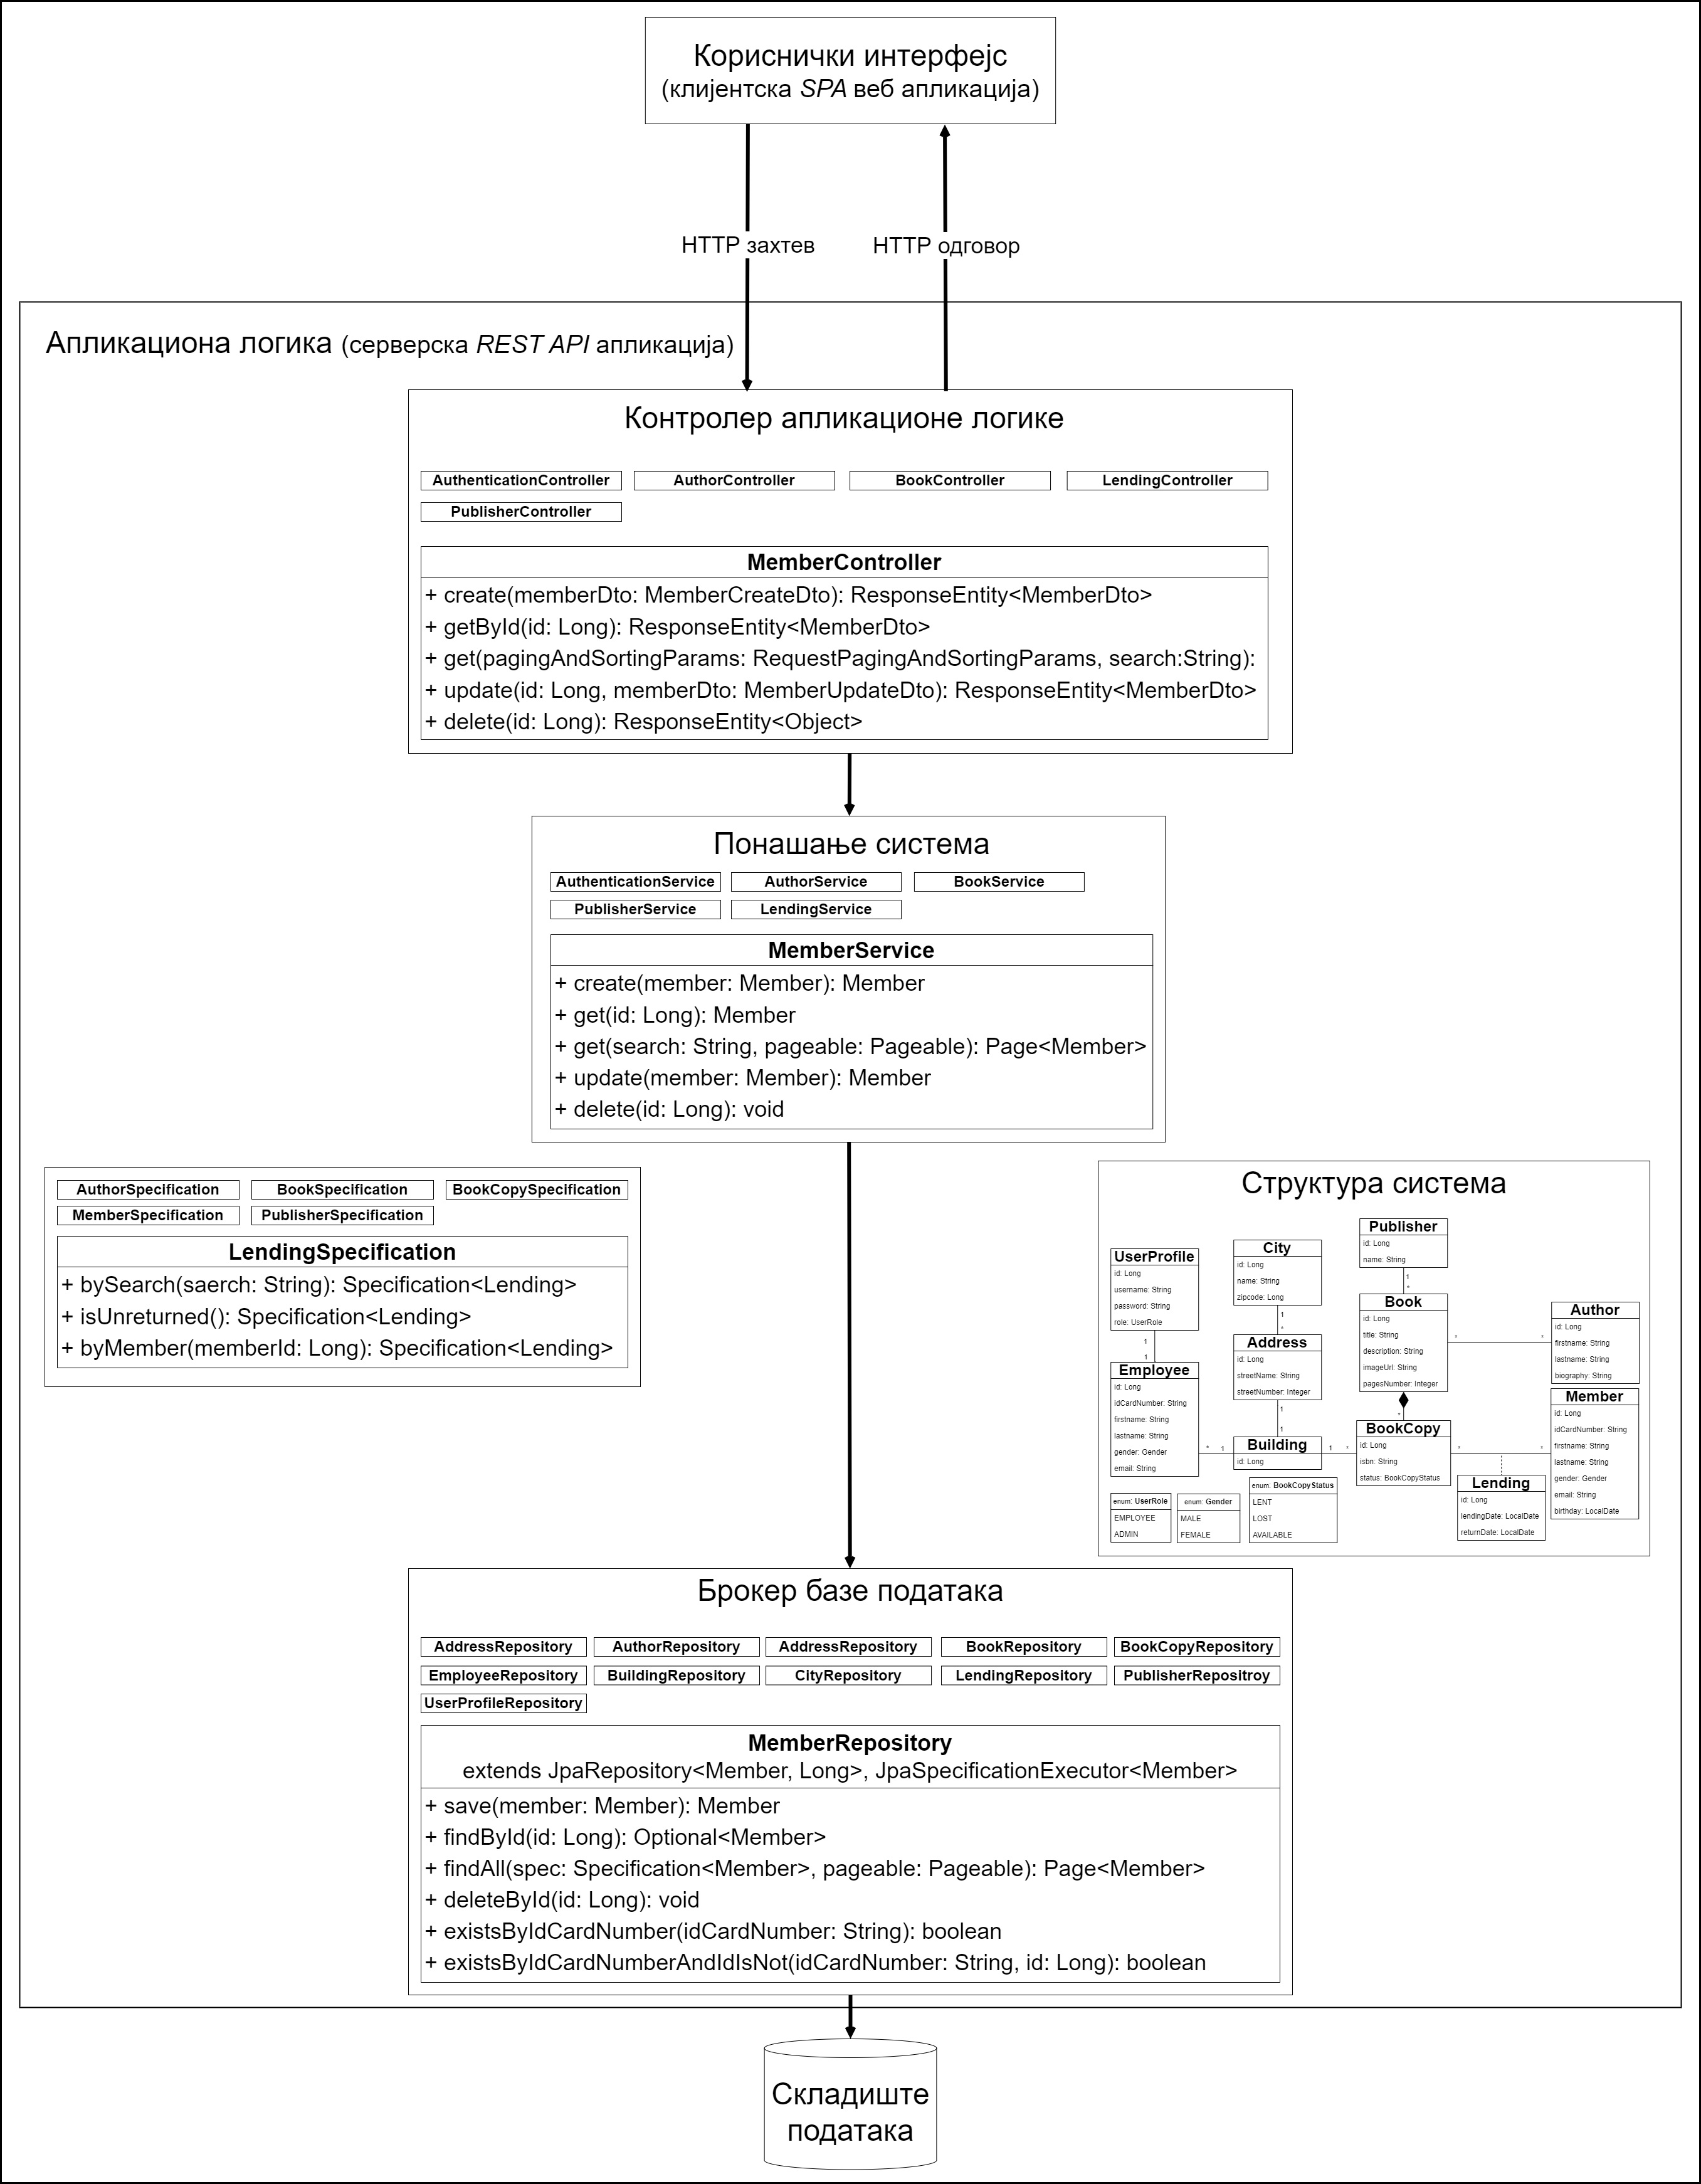 Кориснички интерфејс
(клијентска SPA веб апликација)
HTTP захтев
HTTP одговор
Апликациона логика (серверска REST API апликација)
Контролер апликационе логике
AuthenticationController
AuthorController
BookController
LendingController
PublisherController
MemberController
+ create(memberDto: MemberCreateDto): ResponseEntity<MemberDto>
+ getById(id: Long): ResponseEntity<MemberDto>
+ get(pagingAndSortingParams: RequestPagingAndSortingParams, search:String):
+ update(id: Long, memberDto: MemberUpdateDto): ResponseEntity<MemberDto>
+ delete(id: Long): ResponseEntity<Object>
Понашање система
AuthenticationService
AuthorService
BookService
PublisherService
LendingService
MemberService
+ create(member: Member): Member
+ get(id: Long): Member
+ get(search: String, pageable: Pageable): Page<Member>
+ update(member: Member): Member
+ delete(id: Long): void
AuthorSpecification
BookSpecification
BookCopySpecification
MemberSpecification
PublisherSpecification
LendingSpecification
+ bySearch(saerch: String): Specification<Lending>
+ isUnreturned(): Specification<Lending>
+ byMember(memberId: Long): Specification<Lending>
Структура система
UserProfile
id: Long
username: String
password: String
role: UserRole
1
1
Employee
id: Long
idCardNumber: String
firstname: String
lastname: String
gender: Gender
email: String
* 1
City
id: Long
name: String
zipcode: Long
1
*
Address
id: Long
streetName: String
streetNumber: Integer
1
1
Building
id: Long
1 *
Publisher
id: Long
name: String
1
*
Book
id: Long
title: String
description: String
imageUrl: String
pagesNumber: Integer
* *
Author
id: Long
firstname: String
lastname: String
biography: String
*
BookCopy
id: Long
isbn: String
status: BookCopyStatus
* *
Member
id: Long
idCardNumber: String
firstname: String
lastname: String
gender: Gender
email: String
birthday: LocalDate
Lending
id: Long
lendingDate: LocalDate
returnDate: LocalDate
enum: UserRole
EMPLOYEE
ADMIN
enum: Gender
MALE
FEMALE
enum: BookCopyStatus
LENT
LOST
AVAILABLE
Брокер базе података
AddressRepository
AuthorRepository
AddressRepository
BookRepository
BookCopyRepository
EmployeeRepository
BuildingRepository
CityRepository
LendingRepository
PublisherRepositroy
UserProfileRepository
MemberRepository
extends JpaRepository<Member, Long>, JpaSpecificationExecutor<Member>
+ save(member: Member): Member
+ findById(id: Long): Optional<Member>
+ findAll(spec: Specification<Member>, pageable: Pageable): Page<Member>
+ deleteById(id: Long): void
+ existsByIdCardNumber(idCardNumber: String): boolean
+ existsByIdCardNumberAndIdIsNot(idCardNumber: String, id: Long): boolean
Складиште
података